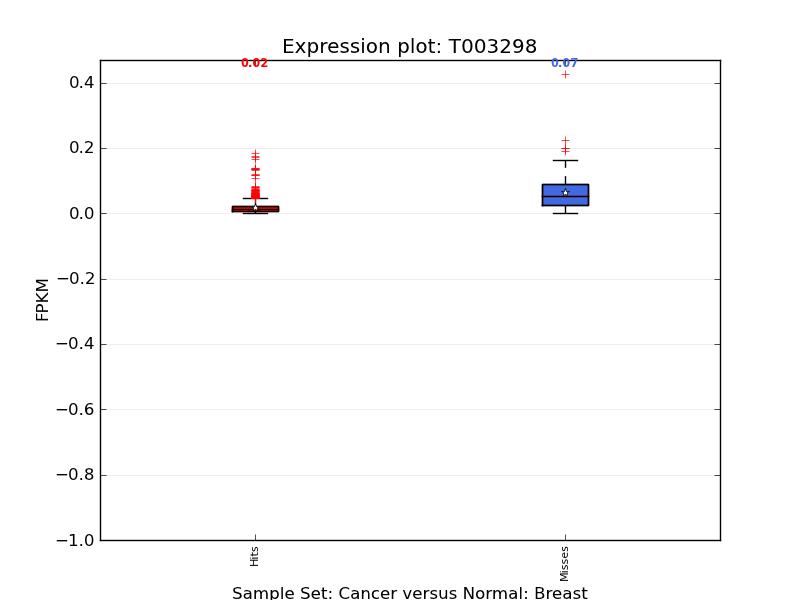 Expression plot: T003298
0.02
0.07
0.4
0.2
0.0
−0.2
−0.4
−0.6
−0.8
−1.0
FPKM
Hits
Misses
Sample Set: Cancer versus Normal: Breast